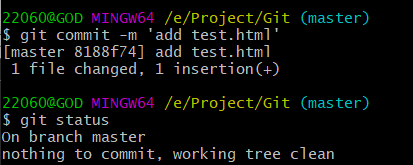 22060@GOD MINGW64 /e/Project/Git (master)
$ git commit -m 'add test.html'
[master 8188f74] add test.html
 1 file changed, 1 insertion(+)

22060@GOD MINGW64 /e/Project/Git (master)
$ git status
On branch master
nothing to commit, working tree clean